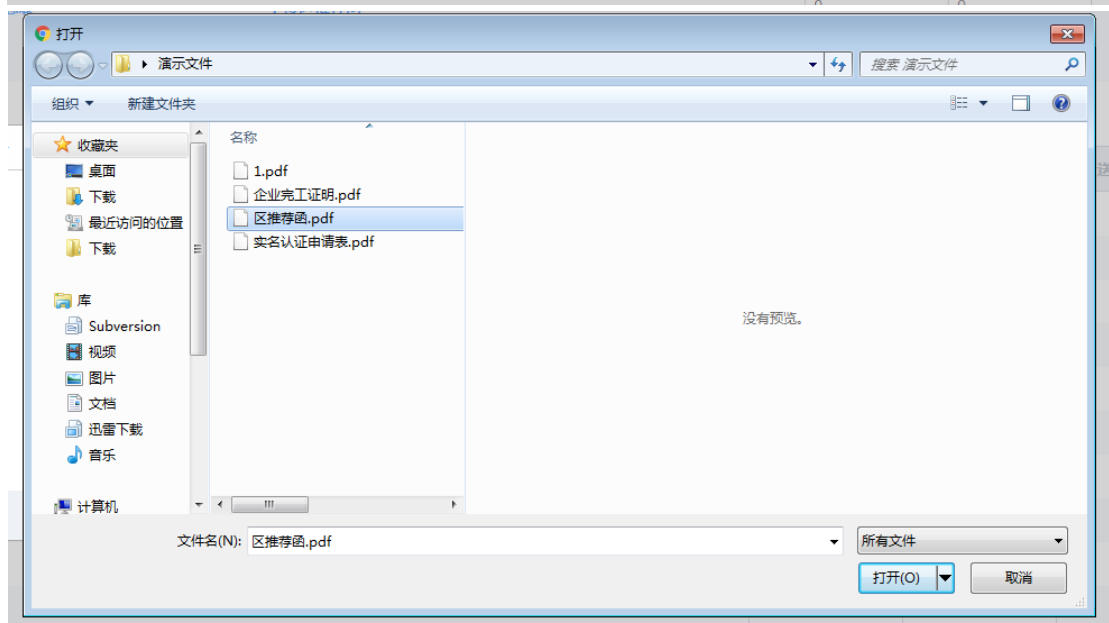 打开
演示文件
搜索 演示文件
组织
新建文件夹
收藏夹
桌面
下载
最近访问的位置
下载
库
Subversion
视频
图片
文档
迅雷下载
音乐
计算机
名称
1.pdf
企业完工证明.pdf
区推荐函.pdf
实名认证申请表.pdf
没有预览。
文件名(N): 区推荐函.pdf
所有文件
打开(O)
取消